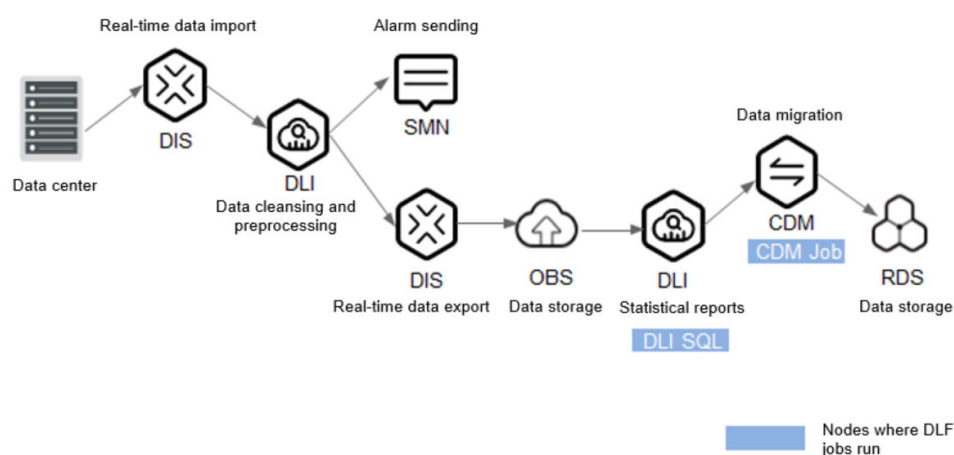 Real-time data import
Alarm sending
DIS
SMN
Data center
DLI
Data cleansing and
preprocessing
Data migration
CDM
CDM Job
DIS
Real-time data export
OBS
Data storage
DLI
Statistical reports
DLI SQL
RDS
Data storage
Nodes where DLF
jobs run